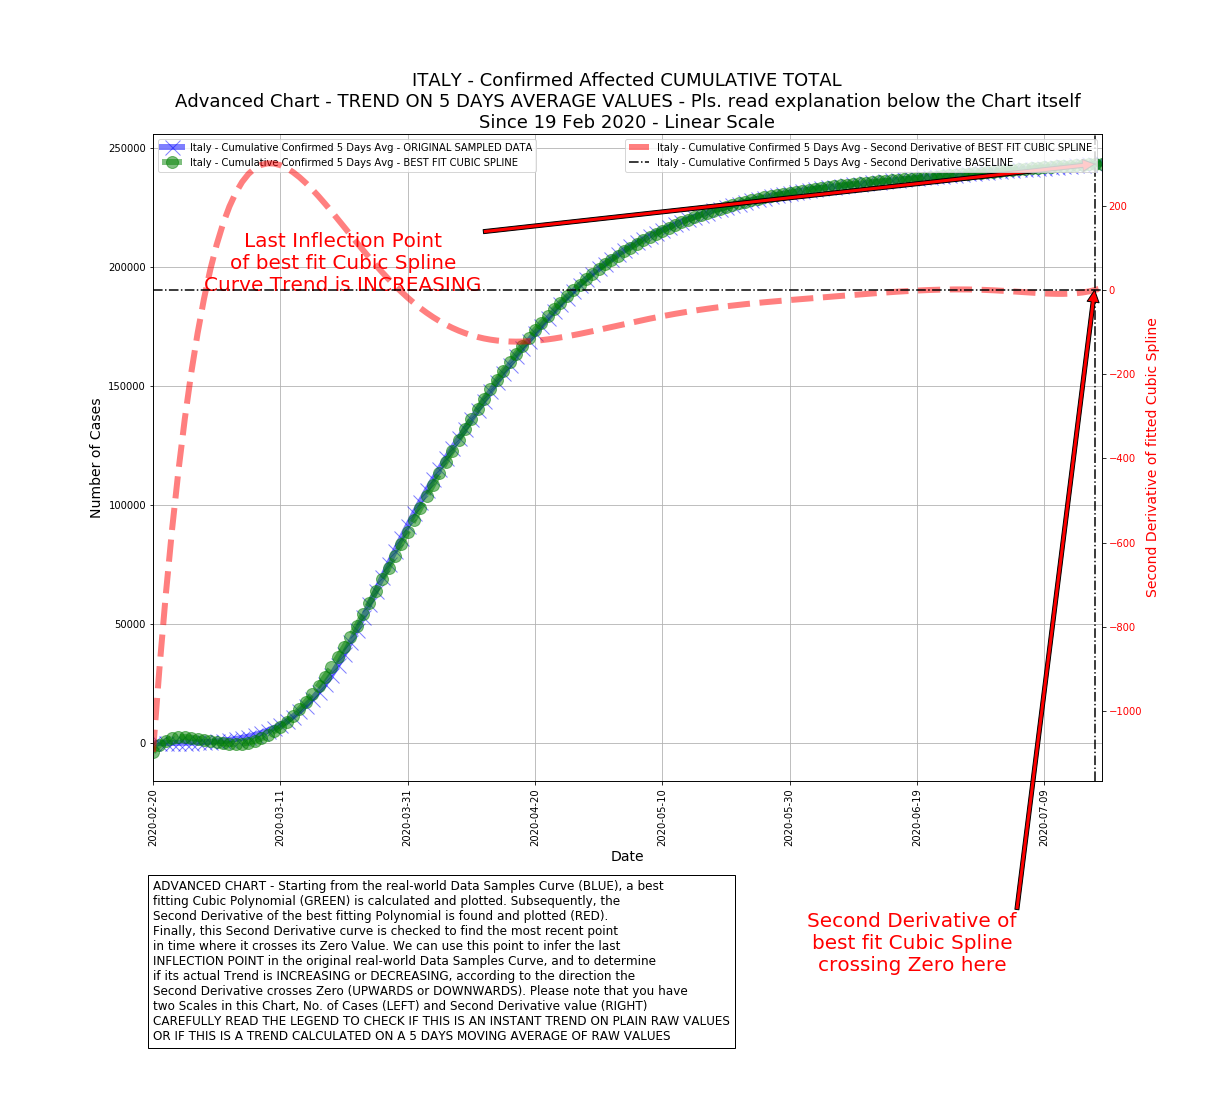 ITALY - Confirmed Affected CUMULATIVE TOTAL
Advanced Chart - TREND ON 5 DAYS AVERAGE VALUES - Pls. read explanation below the Chart itself
Since 19 Feb 2020 - Linear Scale
Italy - Cumulative Confirmed 5 Days Avg - ORIGINAL SAMPLED DATA
Italy - Cumulative Confirmed 5 Days Avg - BEST FIT CUBIC SPLINE
Italy - Cumulative Confirmed 5 Days Avg - Second Derivative of BEST FIT CUBIC SPLINE
Italy - Cumulative Confirmed 5 Days Avg - Second Derivative BASELINE
250000
200000
150000
100000
50000
0
Number of Cases
Last Inflection Point
of best fit Cubic Spline
Curve Trend is INCREASING
200
0
−200
−400
−600
−800
−1000
Second Derivative of fitted Cubic Spline
2020-02-20
2020-03-11
2020-03-31
2020-04-20
2020-05-10
2020-05-30
2020-06-19
2020-07-09
Date
ADVANCED CHART - Starting from the real-world Data Samples Curve (BLUE), a best
fitting Cubic Polynomial (GREEN) is calculated and plotted. Subsequently, the
Second Derivative of the best fitting Polynomial is found and plotted (RED).
Finally, this Second Derivative curve is checked to find the most recent point
in time where it crosses its Zero Value. We can use this point to infer the last
INFLECTION POINT in the original real-world Data Samples Curve, and to determine
if its actual Trend is INCREASING or DECREASING, according to the direction the
Second Derivative crosses Zero (UPWARDS or DOWNWARDS). Please note that you have
two Scales in this Chart, No. of Cases (LEFT) and Second Derivative value (RIGHT)
CAREFULLY READ THE LEGEND TO CHECK IF THIS IS AN INSTANT TREND ON PLAIN RAW VALUES
OR IF THIS IS A TREND CALCULATED ON A 5 DAYS MOVING AVERAGE OF RAW VALUES
Second Derivative of
best fit Cubic Spline
crossing Zero here